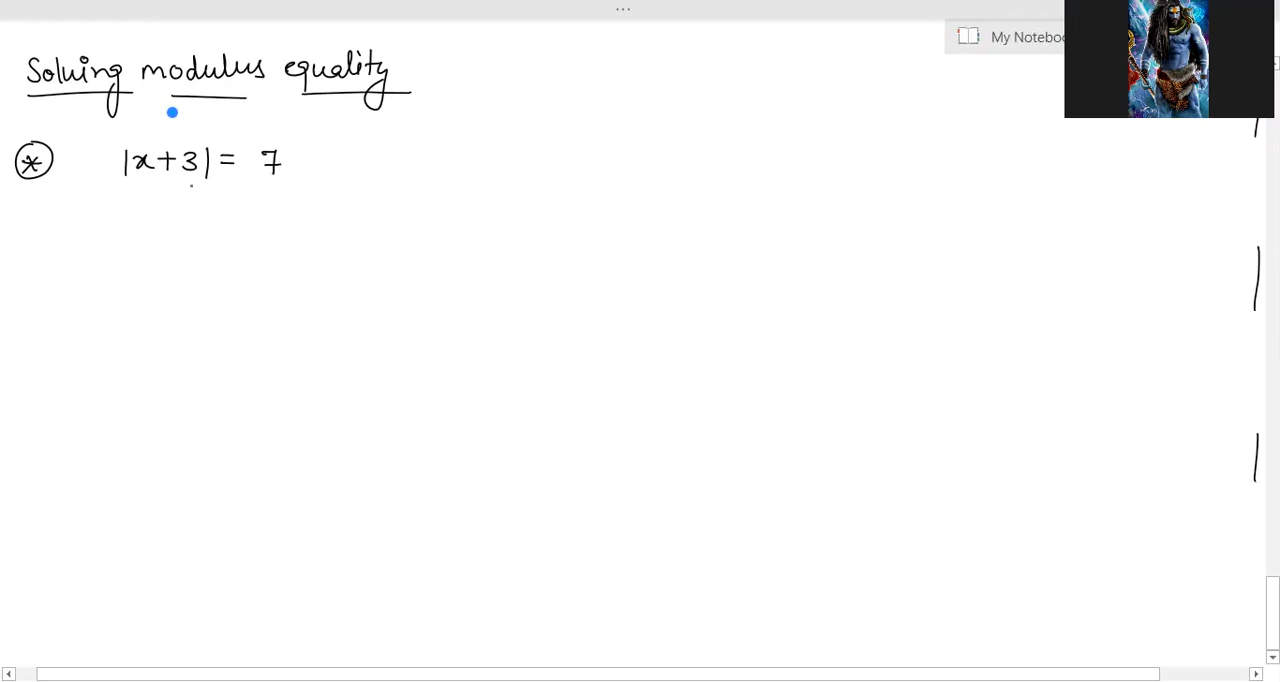 My Noteboo
Solving modulus equality
* |x+3| = 7